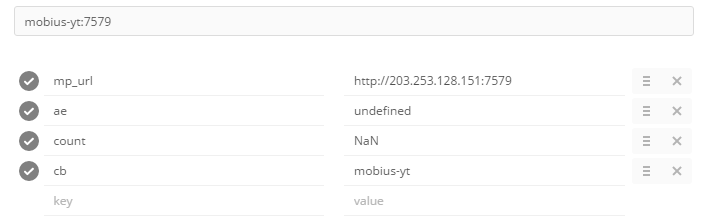 mobius-yt:7579
mp_url http://203.253.128.151:7579
ae undefined
count NaN
cb mobius-yt
key value